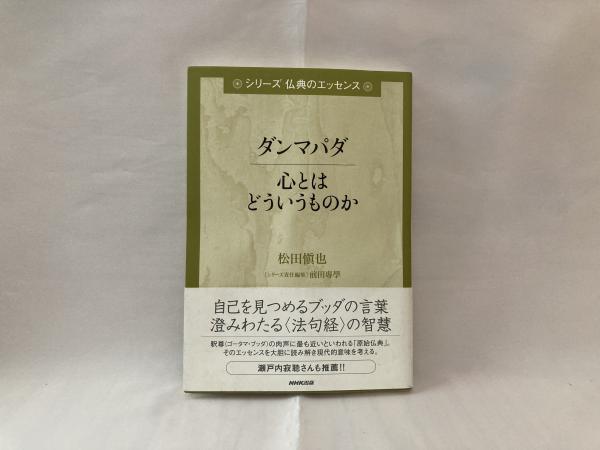 シリーズ 仏典のエッセンス
ダンマパダ
心とは
どういうものか
松田愼也
[シリーズ責任編集] 前田專學
自己を見つめるブッダの言葉
澄みわたる〈法句経〉の智慧
釈尊(ゴータマ・ブッダ)の肉声に最も近いといわれる「原始仏典」。
そのエッセンスを大胆に読み解き現代的意味を考える。
瀬戸内寂聴さんも推薦!!
NHK出版